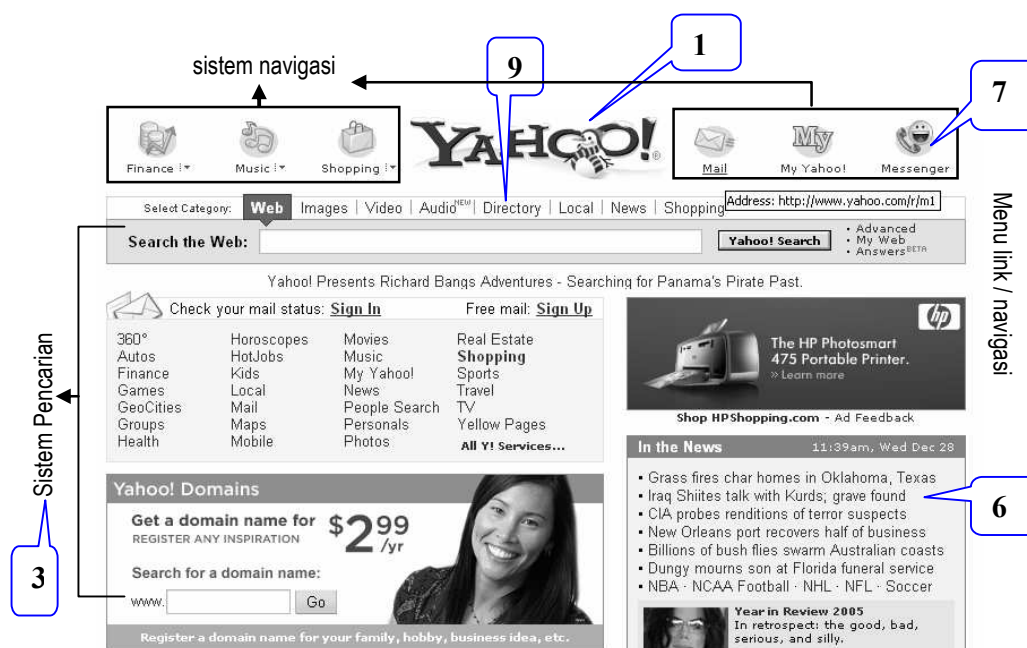 1
sistem navigasi
9
7
YAHOO!
Finance
Music
Shopping
Mail
My
My Yahoo!
Messenger
Select Category: Web Images | Video | Audio NEW | Directory | Local | News | Shopping
Address: http://www.yahoo.com/r/m1
Search the Web:
Yahoo! Search
· Advanced
· My Web
· Answers BETA
Menu link / navigasi
Yahoo! Presents Richard Bangs Adventures - Searching for Panama's Pirate Past.
Check your mail status: Sign In
Free mail: Sign Up
360° Horoscopes Movies Real Estate
Autos HotJobs Music Shopping
Finance Kids My Yahoo! Sports
Games Local News Travel
GeoCities Mail People Search TV
Groups Maps Personals Yellow Pages
Health Mobile Photos All Y! Services...
hp
The HP Photosmart
475 Portable Printer.
» Learn more
Shop HPShopping.com - Ad Feedback
Sistem Pencarian
3
In the News 11:39am, Wed Dec 28
▪ Grass fires char homes in Oklahoma, Texas
▪ Iraq Shiites talk with Kurds; grave found
▪ CIA probes renditions of terror suspects
▪ New Orleans port recovers half of business
▪ Billions of bush flies swarm Australian coasts
▪ Dungy mourns son at Florida funeral service
▪ NBA · NCAA Football · NHL · NFL · Soccer
6
Year in Review 2005
In retrospect: the good, bad,
serious, and silly.
Yahoo! Domains
Get a domain name for
REGISTER ANY INSPIRATION
$2.99
/yr
Search for a domain name:
www. Go
Register a domain name for your family, hobby, business idea, etc.